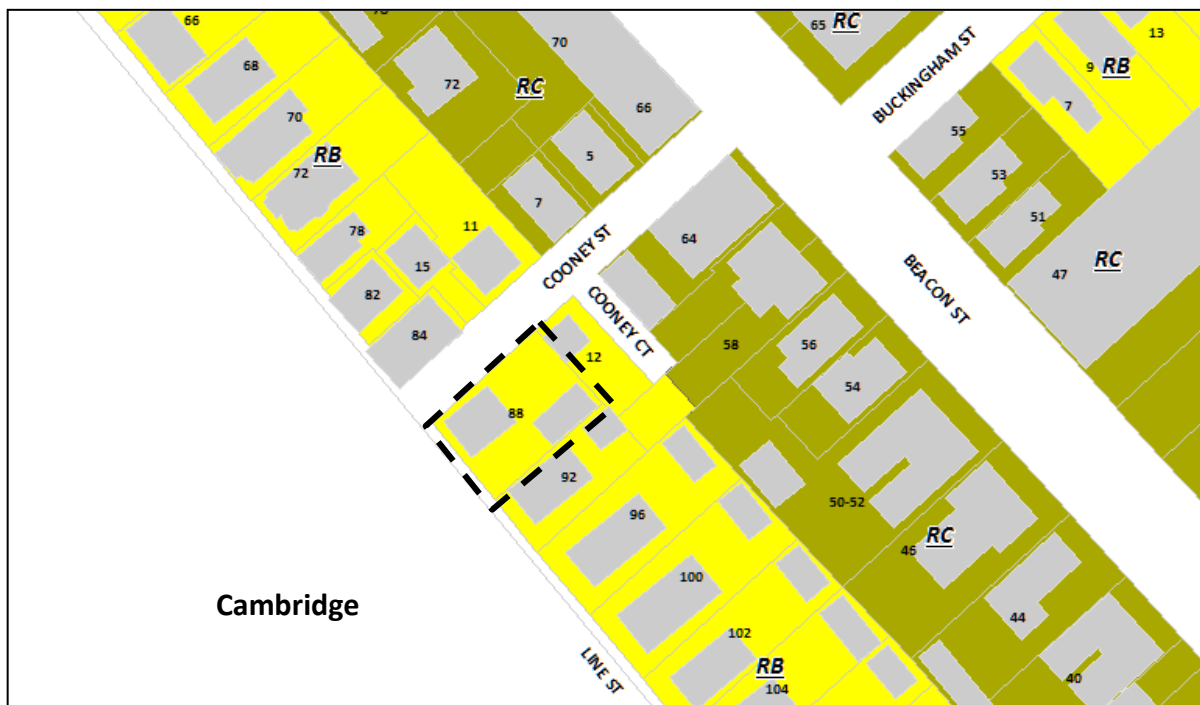 66
65
RC
13
70
68
RC
72
66
BUCKINGHAM ST
9
RB
7
70
RB
72
5
55
53
7
51
78
11
COONEY ST
64
15
RC
47
BEACON ST
82
COONEY CT
84
58
56
12
54
88
92
50-52
96
RC
46
100
Cambridge
44
102
LINE ST
RB
40
104